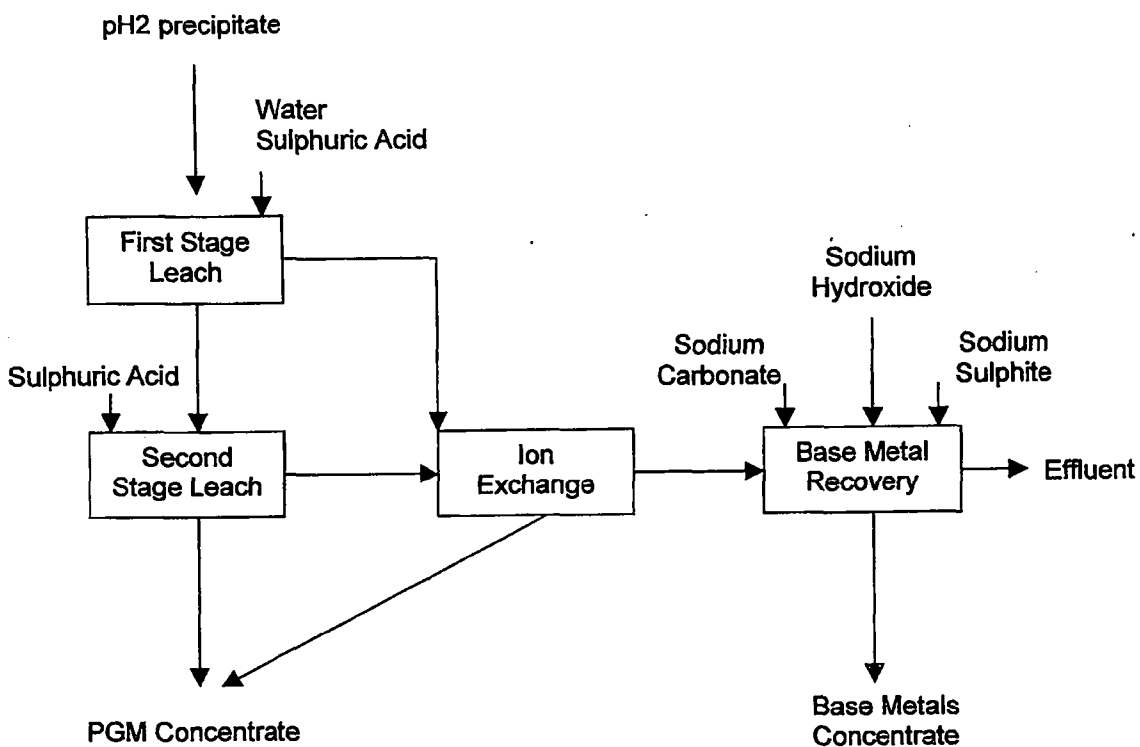 pH2 precipitate
Water
Sulphuric Acid
First Stage
Leach
Sodium
Hydroxide
Sodium
Carbonate
Sodium
Sulphite
Sulphuric Acid
Second
Stage Leach
Ion
Exchange
Base Metal
Recovery
Effluent
PGM Concentrate
Base Metals
Concentrate